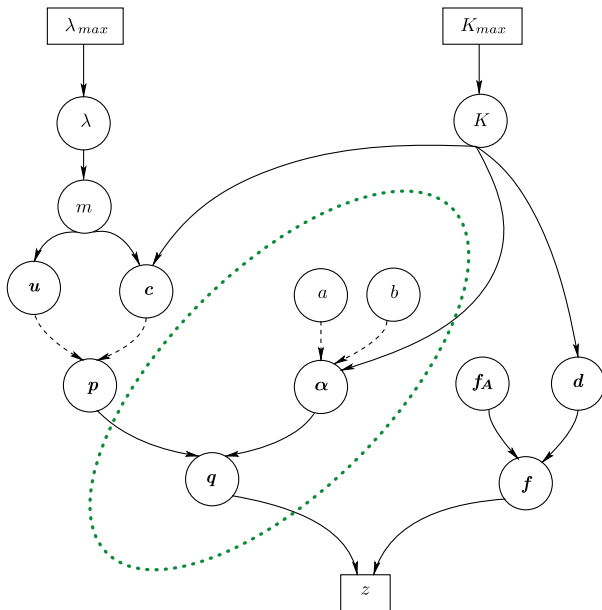 λ_max K_max
λ K
m
u c a b
p α f_A d
q f
z